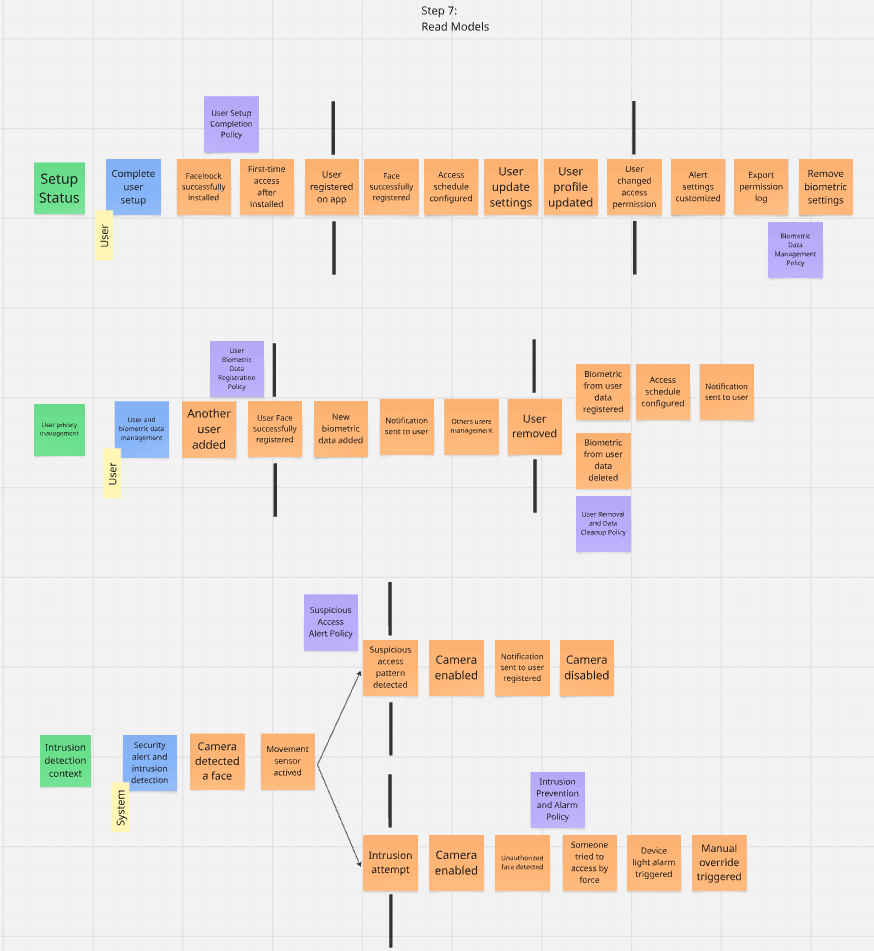 Step 7:
Read Models
User Setup
Completion
Policy
Setup
Status
Complete
user
setup
User
Facelock
successfully
installed
First-time
access
after
installed
User
registered
on app
Face
successfully
registered
Access
schedule
configured
User
update
settings
User
profile
updated
User
changed
access
permission
Alert
settings
customized
Export
permission
log
Remove
biometric
settings
Biometric
Data
Management
Policy
User
Biometric
Data
Registration
Policy
User privacy
management
User and
biometric data
management
User
Another
user
added
User Face
successfully
registered
New
biometric
data added
Notification
sent to user
Others users
management
User
removed
Biometric
from user
data
registered
Access
schedule
configured
Notification
sent to user
Biometric
from user
data
deleted
User Removal
and Data
Cleanup Policy
Suspicious
Access
Alert Policy
Suspicious
access
pattern
detected
Camera
enabled
Notification
sent to user
registered
Camera
disabled
Intrusion
detection
context
Security
alert and
intrusion
detection
System
Camera
detected
a face
Movement
sensor
actived
Intrusion
Prevention
and Alarm
Policy
Intrusion
attempt
Camera
enabled
Unauthorized
face detected
Someone
tried to
access by
force
Device
light alarm
triggered
Manual
override
triggered